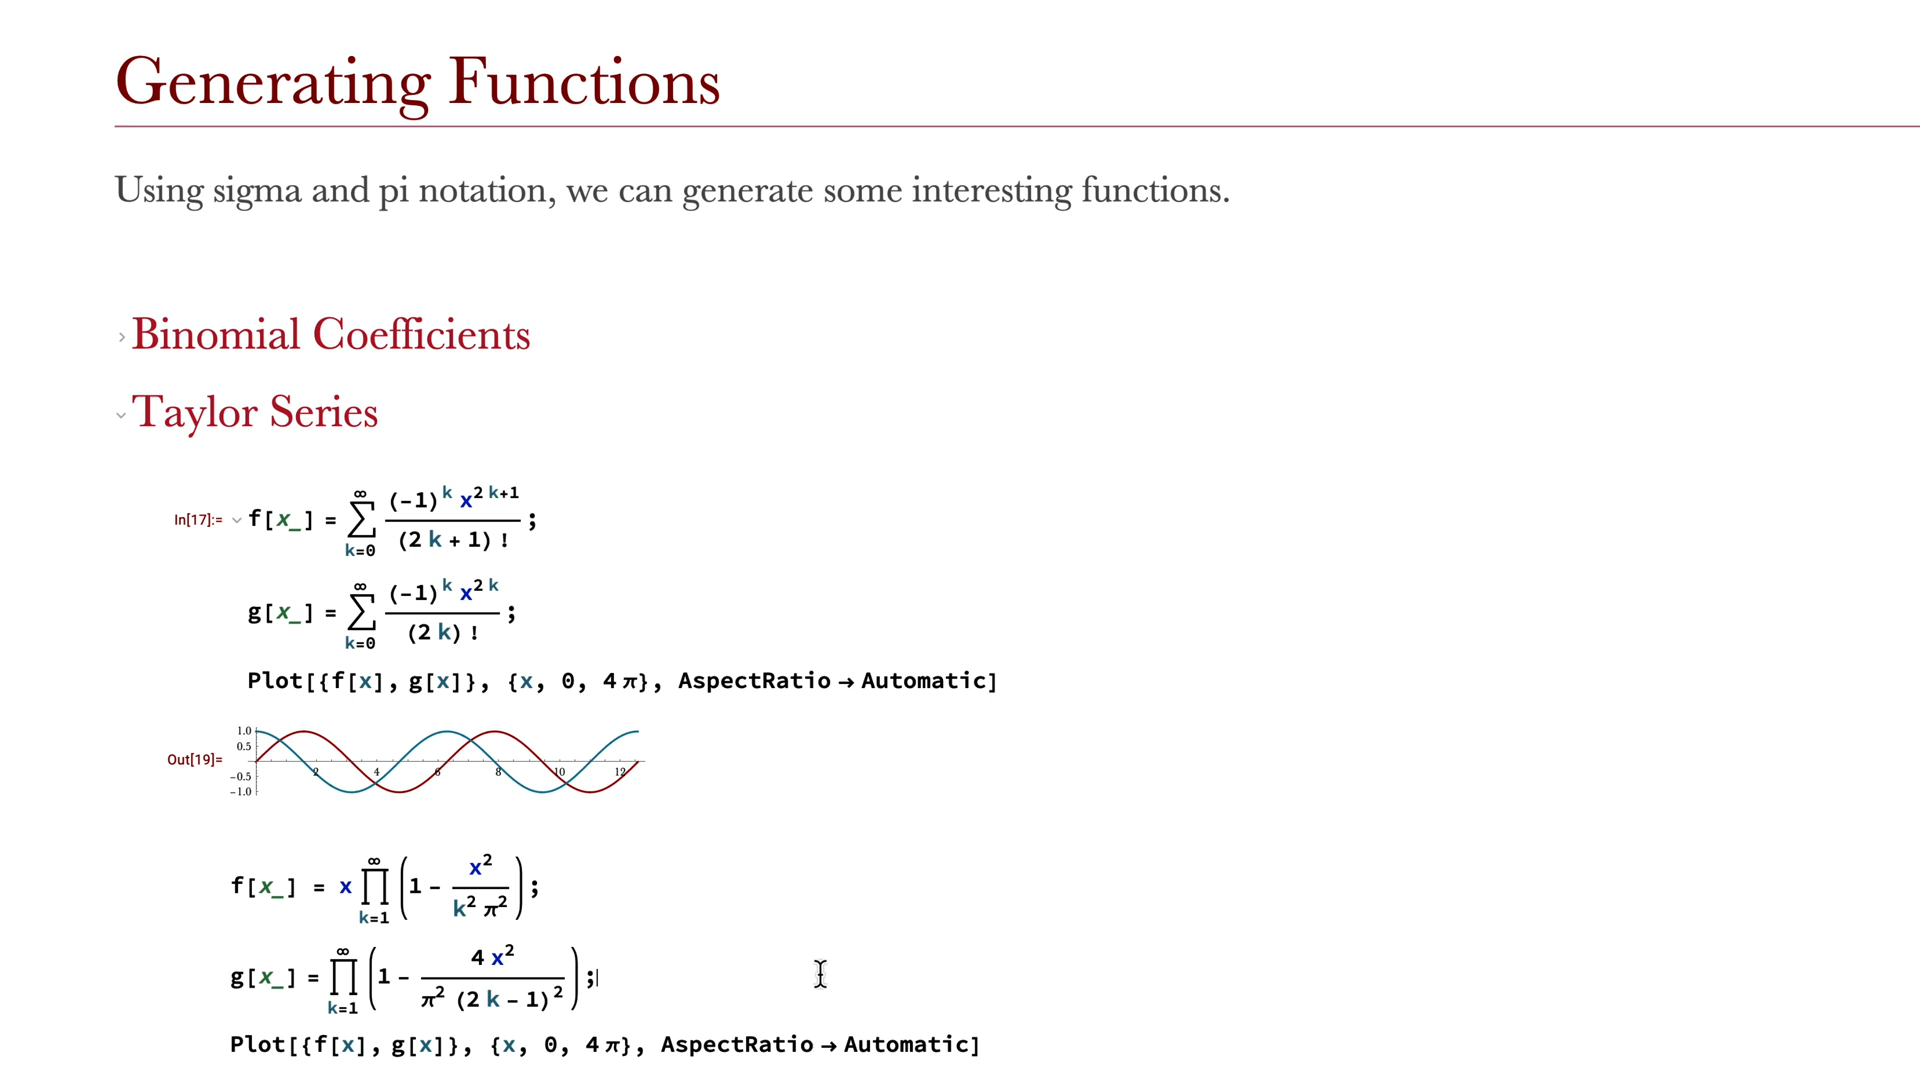 Generating Functions
Using sigma and pi notation, we can generate some interesting functions.
Binomial Coefficients
Taylor Series
In[17]:= f[x_] = ∑_{k=0}^{∞} (-1)^k x^{2 k+1} / (2 k + 1) ! ;
g[x_] = ∑_{k=0}^{∞} (-1)^k x^{2 k} / (2 k) ! ;
Plot[{f[x], g[x]}, {x, 0, 4 π}, AspectRatio → Automatic]
Out[19]=
1.0
0.5
-0.5
-1.0
2 4 6 8 10 12
f[x_] = x ∏_{k=1}^{∞} (1 - x^2 / k^2 π^2) ;
g[x_] = ∏_{k=1}^{∞} (1 - 4 x^2 / π^2 (2 k - 1)^2) ;
Plot[{f[x], g[x]}, {x, 0, 4 π}, AspectRatio → Automatic]